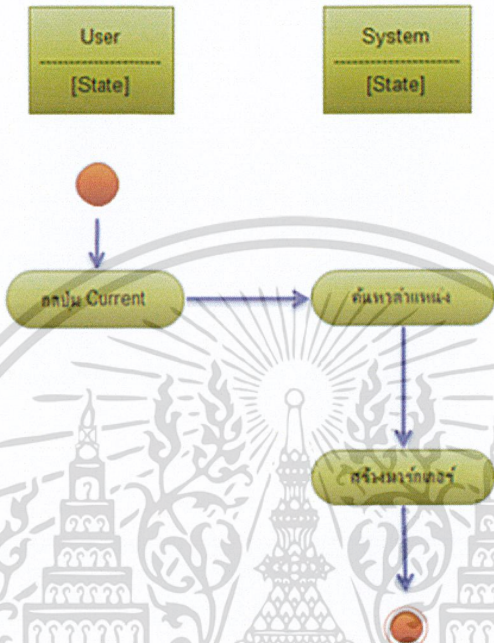 User
[State]
System
[State]
กดปุ่ม Current
ค้นหาตำแหน่ง
สร้างมาร์กเกอร์